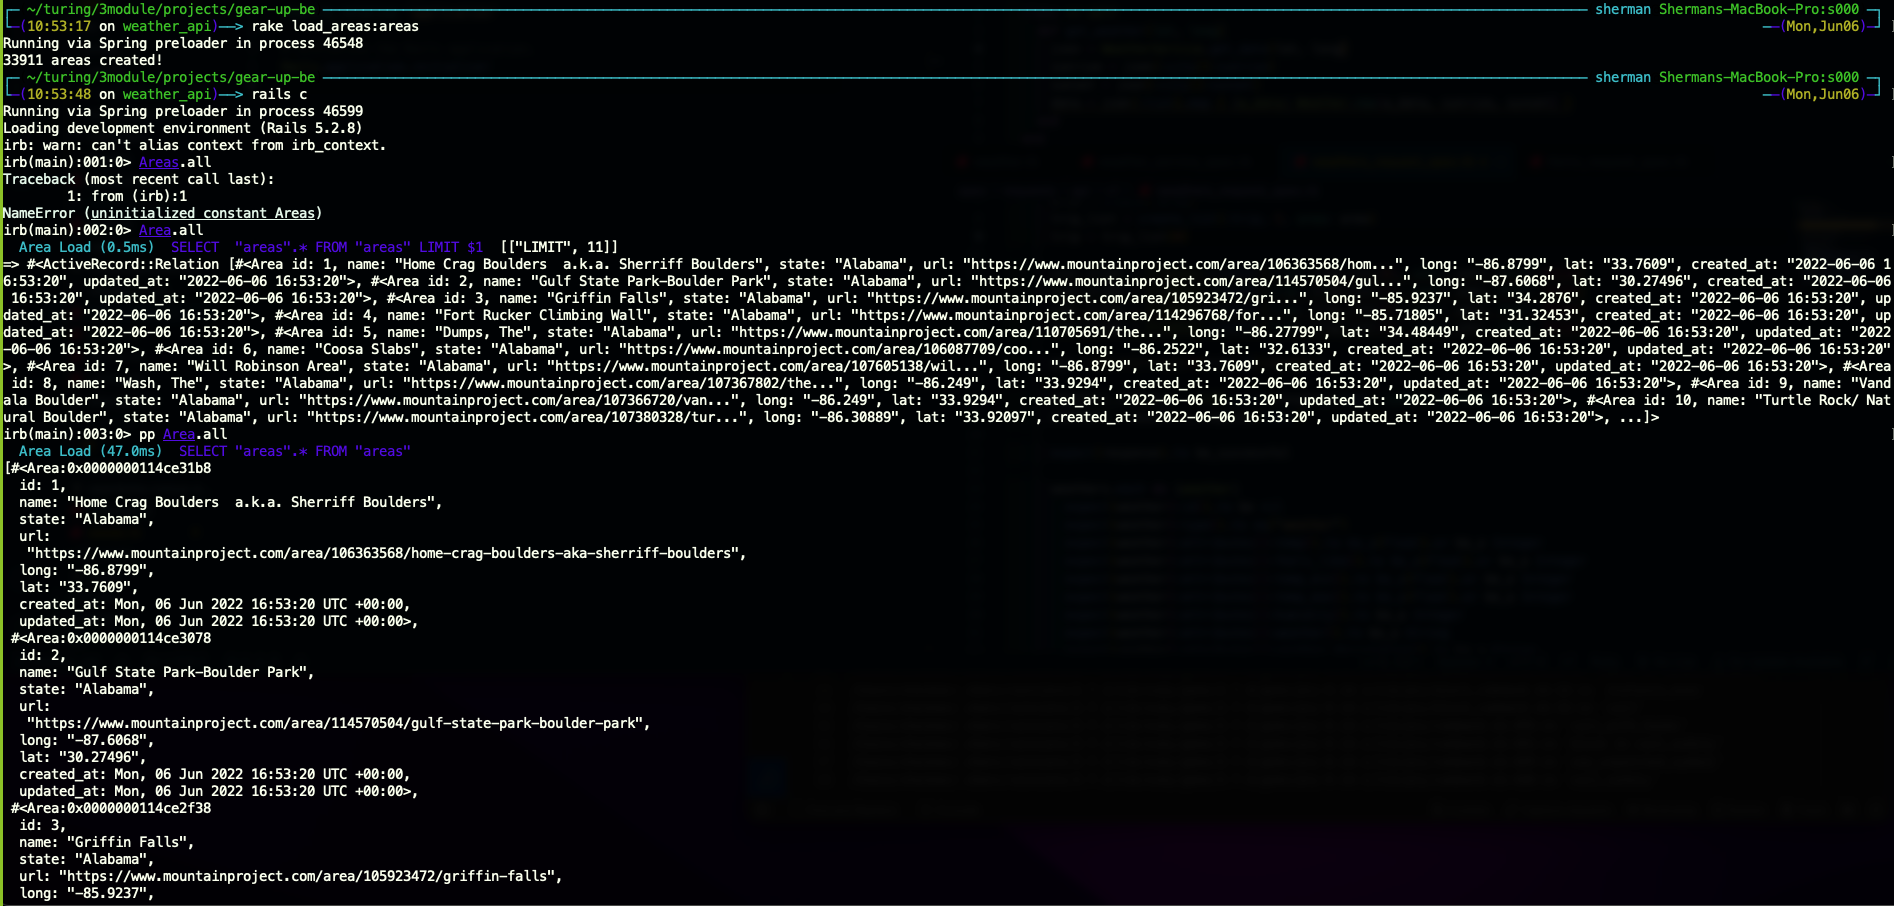 ~/turing/3module/projects/gear-up-be sherman Shermans-MacBook-Pro:s000
(10:53:17 on weather_api)——> rake load_areas:areas (Mon,Jun06)
Running via Spring preloader in process 46548
33911 areas created!
~/turing/3module/projects/gear-up-be sherman Shermans-MacBook-Pro:s000
(10:53:48 on weather_api)——> rails c (Mon,Jun06)
Running via Spring preloader in process 46599
Loading development environment (Rails 5.2.8)
irb: warn: can't alias context from irb_context.
irb(main):001:0> Areas.all
Traceback (most recent call last):
1: from (irb):1
NameError (uninitialized constant Areas)
irb(main):002:0> Area.all
Area Load (0.5ms)  SELECT  "areas".* FROM "areas" LIMIT $1  [["LIMIT", 11]]
=> #<ActiveRecord::Relation [#<Area id: 1, name: "Home Crag Boulders  a.k.a. Sherriff Boulders", state: "Alabama", url: "https://www.mountainproject.com/area/106363568/hom...", long: "-86.8799", lat: "33.7609", created_at: "2022-06-06 1
6:53:20", updated_at: "2022-06-06 16:53:20">, #<Area id: 2, name: "Gulf State Park-Boulder Park", state: "Alabama", url: "https://www.mountainproject.com/area/114570504/gul...", long: "-87.6068", lat: "30.27496", created_at: "2022-06-06
16:53:20", updated_at: "2022-06-06 16:53:20">, #<Area id: 3, name: "Griffin Falls", state: "Alabama", url: "https://www.mountainproject.com/area/105923472/gri...", long: "-85.9237", lat: "34.2876", created_at: "2022-06-06 16:53:20", up
dated_at: "2022-06-06 16:53:20">, #<Area id: 4, name: "Fort Rucker Climbing Wall", state: "Alabama", url: "https://www.mountainproject.com/area/114296768/for...", long: "-85.71805", lat: "31.32453", created_at: "2022-06-06 16:53:20", up
dated_at: "2022-06-06 16:53:20">, #<Area id: 5, name: "Dumps, The", state: "Alabama", url: "https://www.mountainproject.com/area/110705691/the...", long: "-86.27799", lat: "34.48449", created_at: "2022-06-06 16:53:20", updated_at: "2022
-06-06 16:53:20">, #<Area id: 6, name: "Coosa Slabs", state: "Alabama", url: "https://www.mountainproject.com/area/106087709/coo...", long: "-86.2522", lat: "32.6133", created_at: "2022-06-06 16:53:20", updated_at: "2022-06-06 16:53:20"
>, #<Area id: 7, name: "Will Robinson Area", state: "Alabama", url: "https://www.mountainproject.com/area/107605138/wil...", long: "-86.8799", lat: "33.7609", created_at: "2022-06-06 16:53:20", updated_at: "2022-06-06 16:53:20">, #<Area
id: 8, name: "Wash, The", state: "Alabama", url: "https://www.mountainproject.com/area/107367802/the...", long: "-86.249", lat: "33.9294", created_at: "2022-06-06 16:53:20", updated_at: "2022-06-06 16:53:20">, #<Area id: 9, name: "Vand
ala Boulder", state: "Alabama", url: "https://www.mountainproject.com/area/107366720/van...", long: "-86.249", lat: "33.9294", created_at: "2022-06-06 16:53:20", updated_at: "2022-06-06 16:53:20">, #<Area id: 10, name: "Turtle Rock/ Nat
ural Boulder", state: "Alabama", url: "https://www.mountainproject.com/area/107380328/tur...", long: "-86.30889", lat: "33.92097", created_at: "2022-06-06 16:53:20", updated_at: "2022-06-06 16:53:20">, ...]>
irb(main):003:0> pp Area.all
Area Load (47.0ms)  SELECT "areas".* FROM "areas"
[#<Area:0x0000000114ce31b8
id: 1,
name: "Home Crag Boulders  a.k.a. Sherriff Boulders",
state: "Alabama",
url:
"https://www.mountainproject.com/area/106363568/home-crag-boulders-aka-sherriff-boulders",
long: "-86.8799",
lat: "33.7609",
created_at: Mon, 06 Jun 2022 16:53:20 UTC +00:00,
updated_at: Mon, 06 Jun 2022 16:53:20 UTC +00:00>,
#<Area:0x0000000114ce3078
id: 2,
name: "Gulf State Park-Boulder Park",
state: "Alabama",
url:
"https://www.mountainproject.com/area/114570504/gulf-state-park-boulder-park",
long: "-87.6068",
lat: "30.27496",
created_at: Mon, 06 Jun 2022 16:53:20 UTC +00:00,
updated_at: Mon, 06 Jun 2022 16:53:20 UTC +00:00>,
#<Area:0x0000000114ce2f38
id: 3,
name: "Griffin Falls",
state: "Alabama",
url: "https://www.mountainproject.com/area/105923472/griffin-falls",
long: "-85.9237",